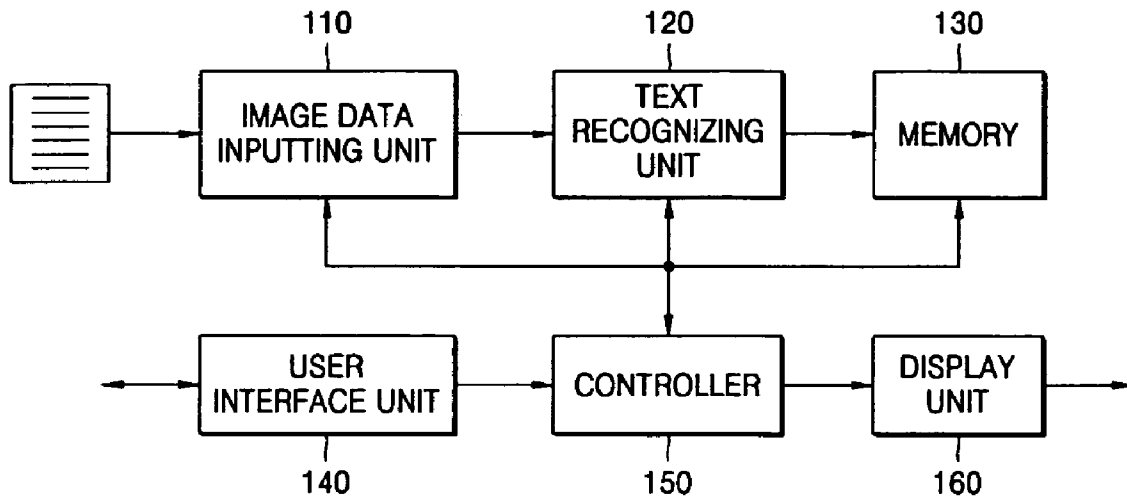 110
120
130
IMAGE DATA
INPUTTING UNIT
TEXT
RECOGNIZING
UNIT
MEMORY
USER
INTERFACE UNIT
CONTROLLER
DISPLAY
UNIT
140
150
160